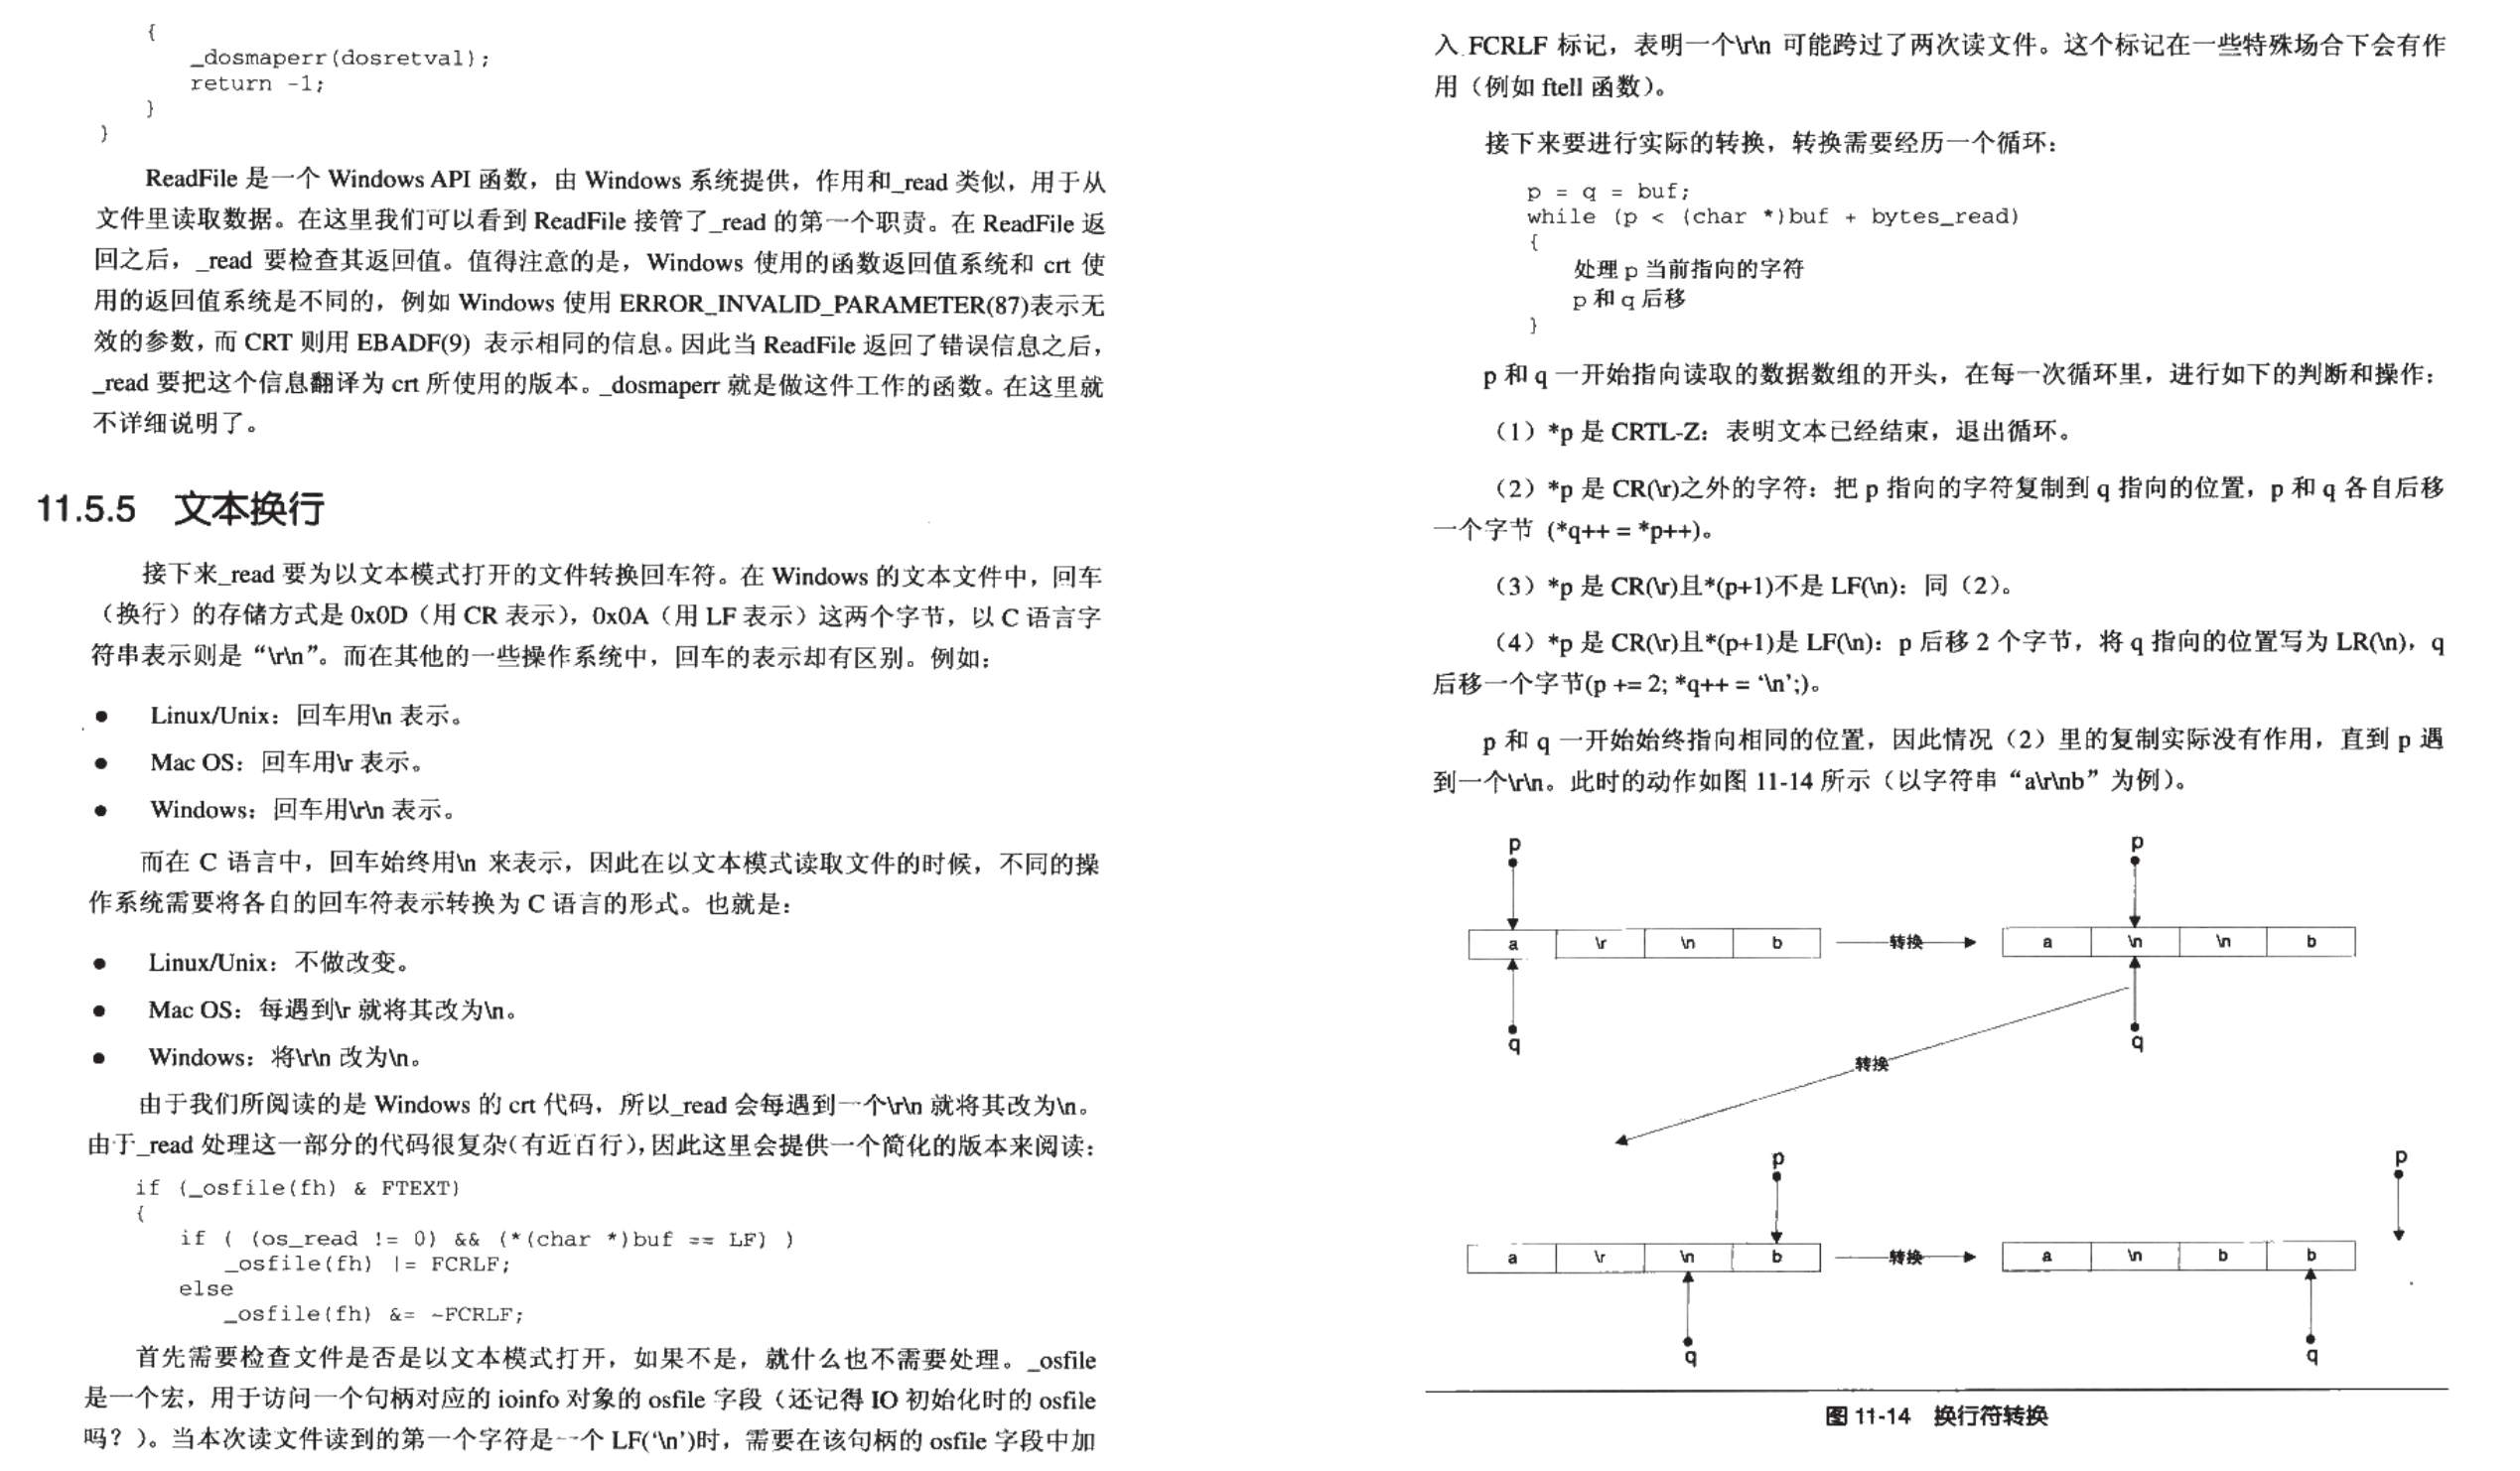 {
_dosmaperr(dosretval);
return -1;
}
}
ReadFile 是一个 Windows API 函数，由 Windows 系统提供，作用和_read 类似，用于从
文件里读取数据。在这里我们可以看到 ReadFile 接管了_read 的第一个职责。在 ReadFile 返
回之后，_read 要检查其返回值。值得注意的是，Windows 使用的函数返回值系统和 crt 使
用的返回值系统是不同的，例如 Windows 使用 ERROR_INVALID_PARAMETER(87)表示无
效的参数，而 CRT 则用 EBADF(9) 表示相同的信息。因此当 ReadFile 返回了错误信息之后，
_read 要把这个信息翻译为 crt 所使用的版本。_dosmaperr 就是做这件工作的函数。在这里就
不详细说明了。
11.5.5 文本换行
接下来_read 要为以文本模式打开的文件转换回车符。在 Windows 的文本文件中，回车
（换行）的存储方式是 0x0D（用 CR 表示），0x0A（用 LF 表示）这两个字节，以 C 语言字
符串表示则是“\r\n”。而在其他的一些操作系统中，回车的表示却有区别。例如：
● Linux/Unix：回车用\n 表示。
● Mac OS：回车用\r 表示。
● Windows：回车用\r\n 表示。
而在 C 语言中，回车始终用\n 来表示，因此在以文本模式读取文件的时候，不同的操
作系统需要将各自的回车符表示转换为 C 语言的形式。也就是：
● Linux/Unix：不做改变。
● Mac OS：每遇到\r 就将其改为\n。
● Windows：将\r\n 改为\n。
由于我们所阅读的是 Windows 的 crt 代码，所以_read 会每遇到一个\r\n 就将其改为\n。
由于_read 处理这一部分的代码很复杂（有近百行），因此这里会提供一个简化的版本来阅读：
if (_osfile(fh) & FTEXT)
{
if ( (os_read != 0) && (*(char *)buf == LF) )
_osfile(fh) |= FCRLF;
else
_osfile(fh) &= ~FCRLF;
首先需要检查文件是否是以文本模式打开，如果不是，就什么也不需要处理。_osfile
是一个宏，用于访问一个句柄对应的 ioinfo 对象的 osfile 字段（还记得 IO 初始化时的 osfile
吗？）。当本次读文件读到的第一个字符是一个 LF('\n')时，需要在该句柄的 osfile 字段中加
入 FCRLF 标记，表明一个\r\n 可能跨过了两次读文件。这个标记在一些特殊场合下会有作
用（例如 ftell 函数）。
接下来要进行实际的转换，转换需要经历一个循环：
p = q = buf;
while (p < (char *)buf + bytes_read)
{
处理 p 当前指向的字符
p 和 q 后移
}
p 和 q 一开始指向读取的数据数组的开头，在每一次循环里，进行如下的判断和操作：
（1）*p 是 CRTL-Z：表明文本已经结束，退出循环。
（2）*p 是 CR(\r)之外的字符：把 p 指向的字符复制到 q 指向的位置，p 和 q 各自后移
一个字节 (*q++ = *p++)。
（3）*p 是 CR(\r)且*(p+1)不是 LF(\n)：同（2）。
（4）*p 是 CR(\r)且*(p+1)是 LF(\n)：p 后移 2 个字节，将 q 指向的位置写为 LR(\n)，q
后移一个字节(p += 2; *q++ = ‘\n’;)。
p 和 q 一开始始终指向相同的位置，因此情况（2）里的复制实际没有作用，直到 p 遇
到一个\r\n。此时的动作如图 11-14 所示（以字符串“a\r\nb”为例）。
p p
a \r \n b 转换 a \n \n b
q q
转换
p p
a \r \n b 转换 a \n b b
q q
图 11-14 换行符转换